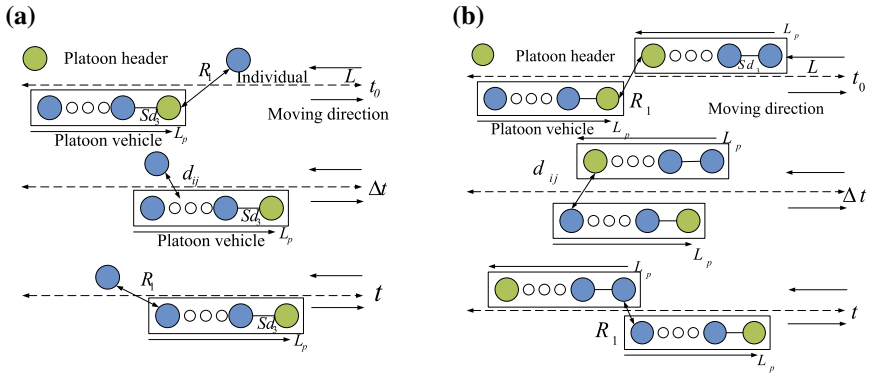 (a)
Platoon header
R1
Individual
L
t0
Sd3
Moving direction
Platoon vehicle
Lp
dij
Δt
Sd3
Platoon vehicle
Lp
R1
t
Sd3
Lp
(b)
Lp
Platoon header
Sd3
L
t0
R1
Moving direction
Platoon vehicle
Lp
Lp
dij
Δt
Lp
Lp
t
R1
Lp